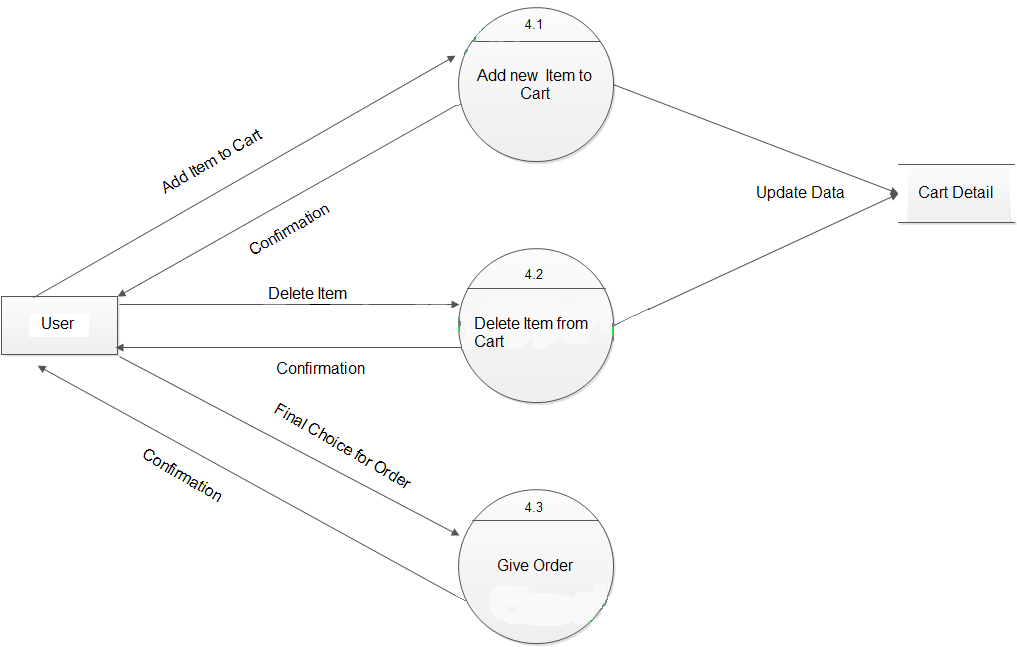 4.1
Add new Item to
Cart
Add Item to Cart
Confirmation
Update Data
Cart Detail
4.2
Delete Item
User
Delete Item from
Cart
Confirmation
Final Choice for Order
Confirmation
4.3
Give Order